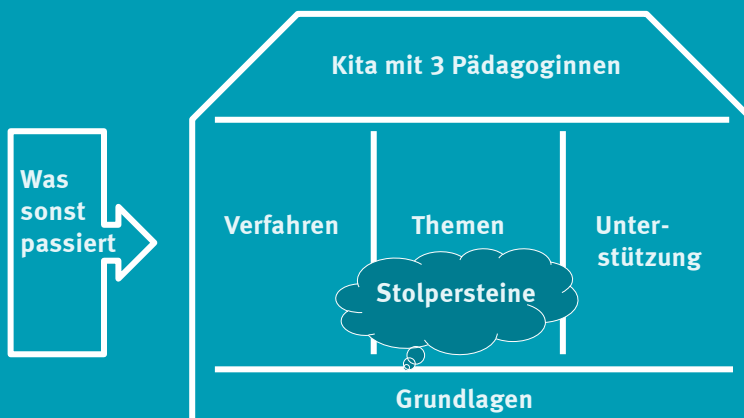 Kita mit 3 Pädagoginnen
Was
sonst
passiert
Verfahren
Themen
Unter-
stützung
Stolpersteine
Grundlagen